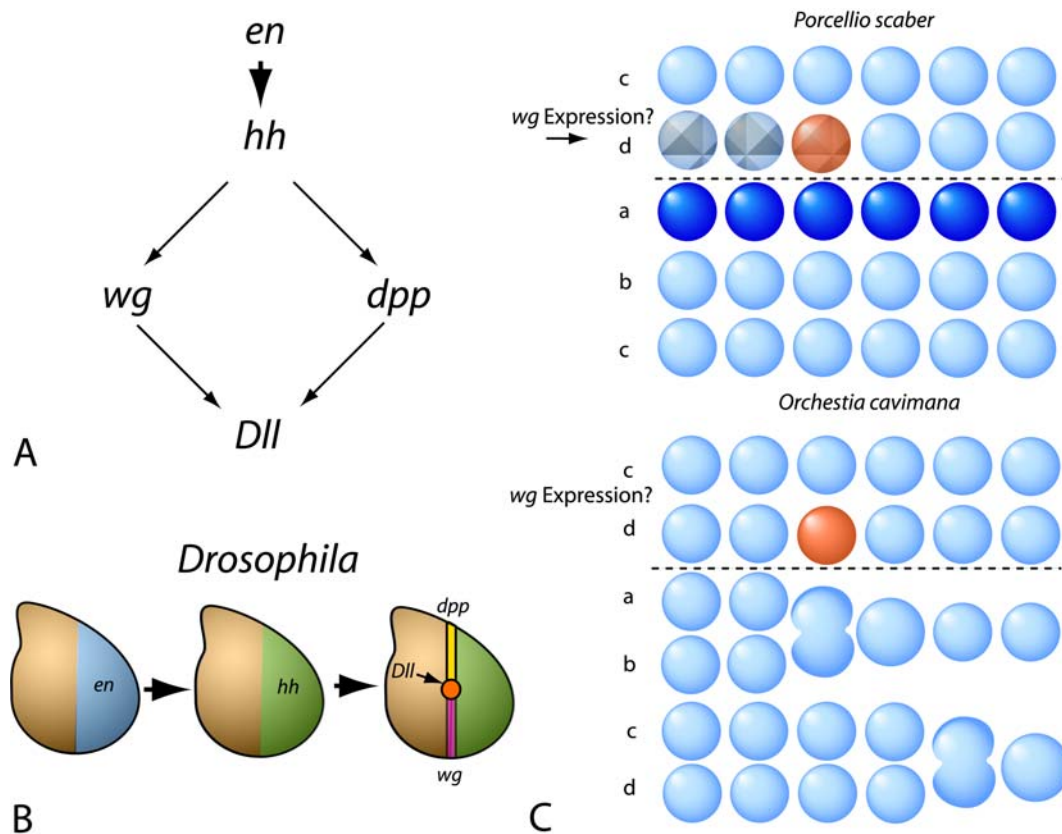 en
hh
wg dpp
Dll
A
Drosophila
en
hh
dpp
Dll
wg
B
Porcellio scaber
c
wg Expression?
d
a
b
c
Orchestia cavimana
c
wg Expression?
d
a
b
c
d
C